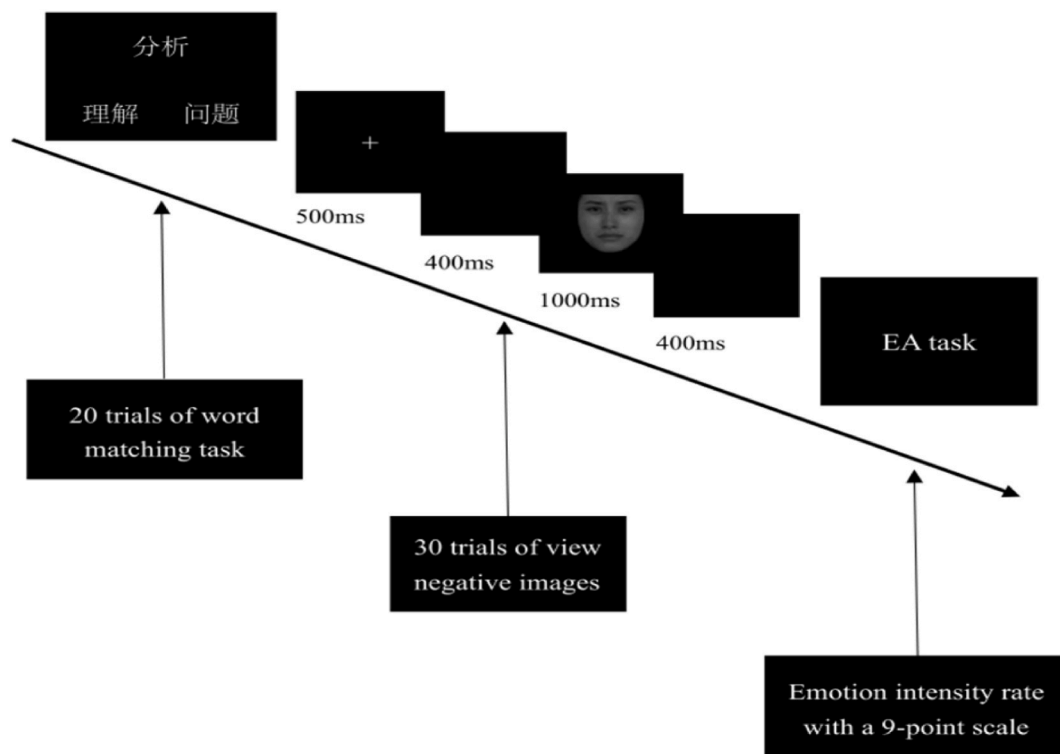 分析
理解 问题
+
500ms
400ms
1000ms
400ms
EA task
20 trials of word
matching task
30 trials of view
negative images
Emotion intensity rate
with a 9-point scale